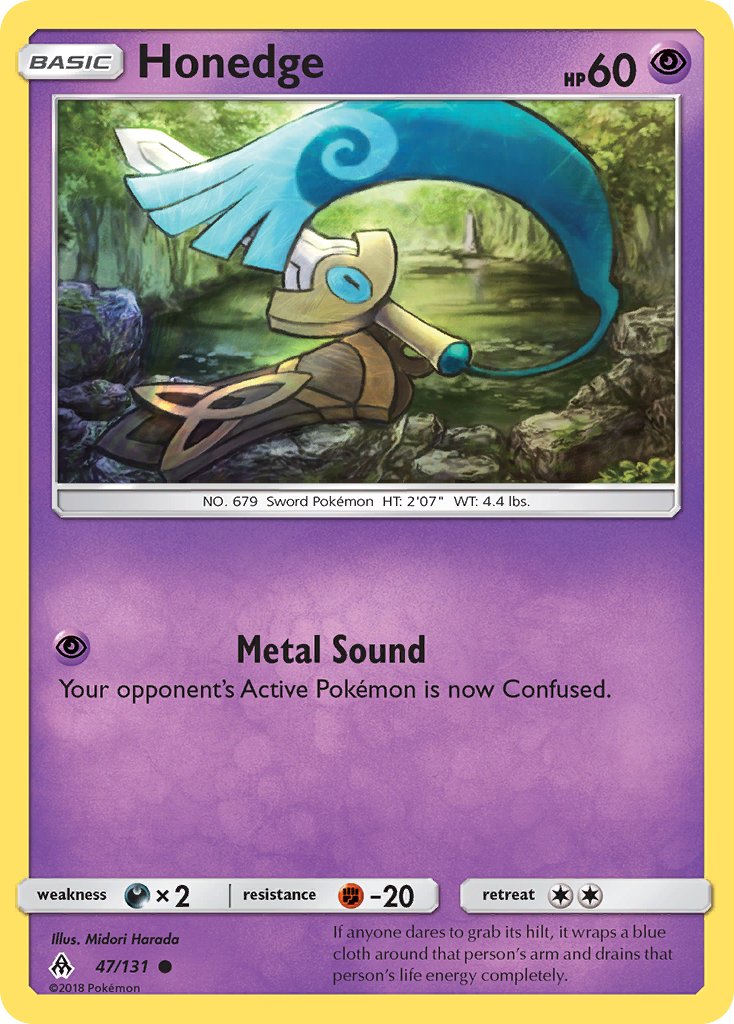 BASIC Honedge HP60
NO. 679 Sword Pokémon HT: 2'07" WT: 4.4 lbs.
Metal Sound
Your opponent's Active Pokémon is now Confused.
weakness ×2 resistance -20 retreat
Illus. Midori Harada
47/131
©2018 Pokémon
If anyone dares to grab its hilt, it wraps a blue
cloth around that person's arm and drains that
person's life energy completely.